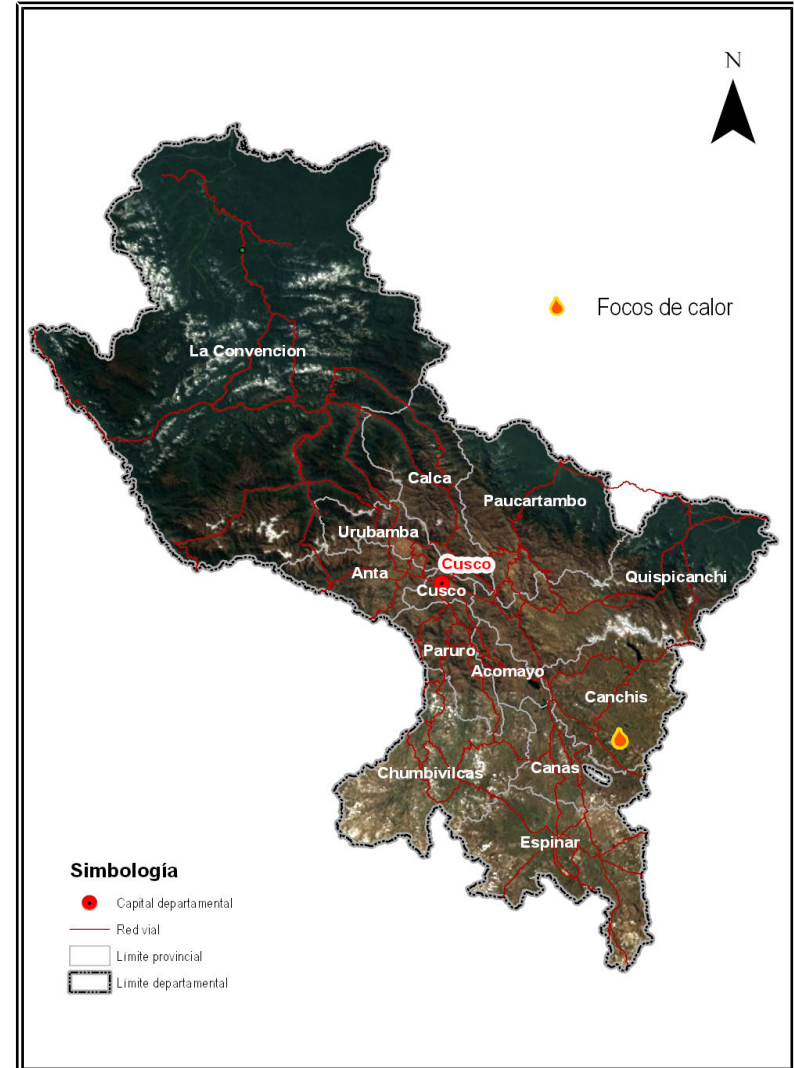 N
Focos de calor
La Convencion
Calca
Paucartambo
Urubamba
Cusco
Anta
Quispicanchi
Cusco
Paruro
Acomayo
Canchis
Chumbivilcas
Canas
Espinar
Simbología
Capital departamental
Red vial
Límite provincial
Límite departamental